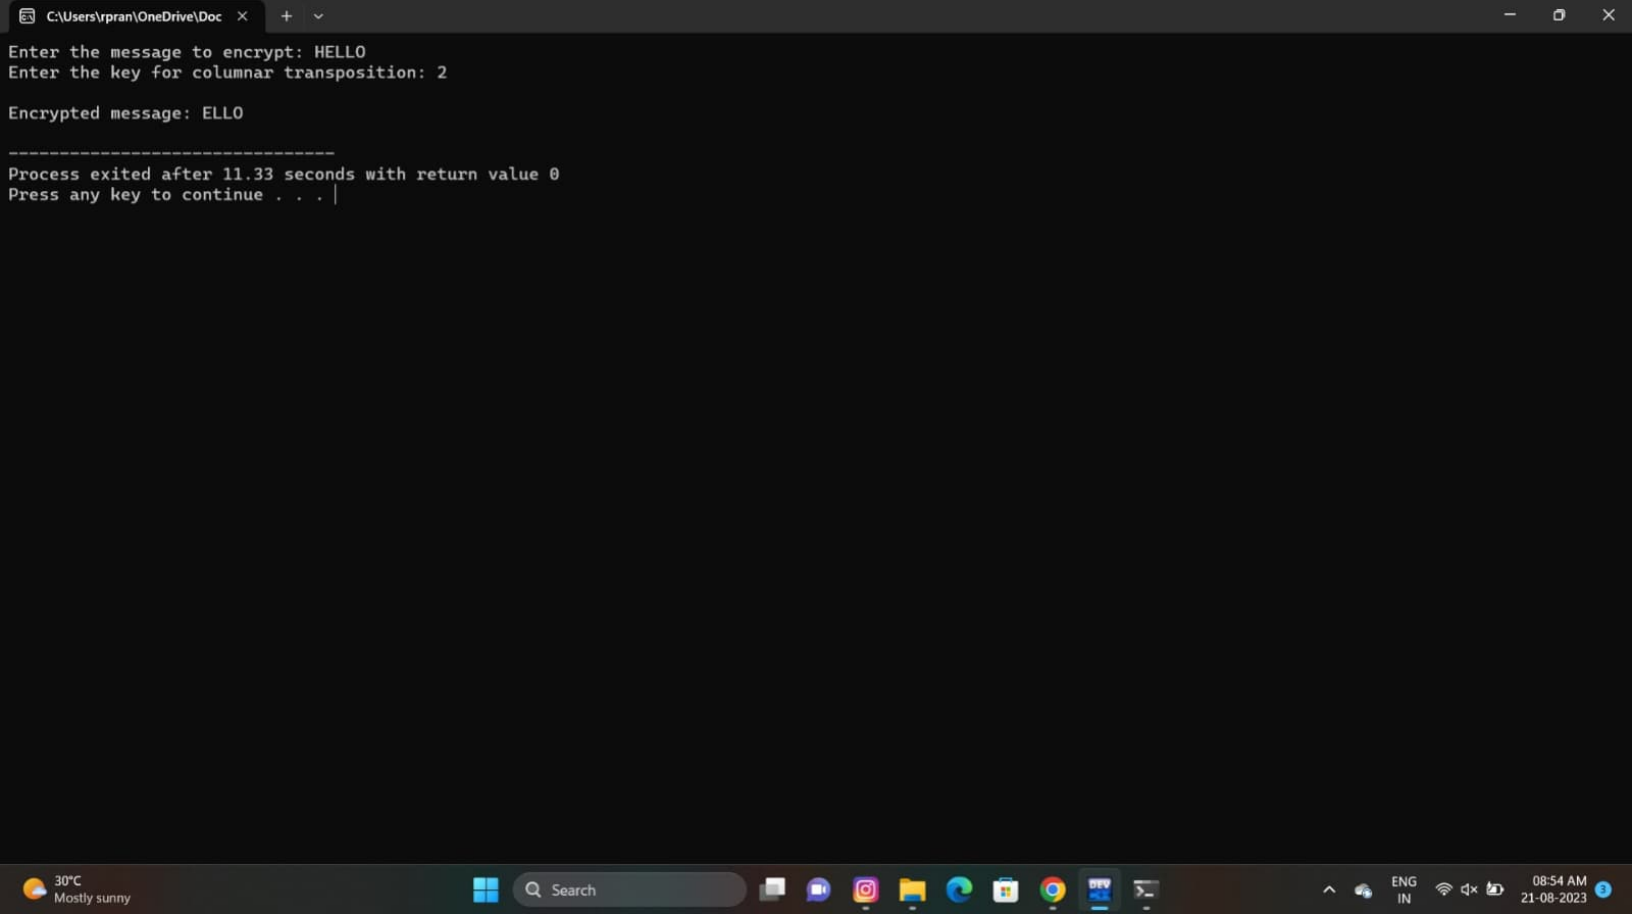 C:\Users\rpran\OneDrive\Doc
Enter the message to encrypt: HELLO
Enter the key for columnar transposition: 2
Encrypted message: ELLO
--------------------------------
Process exited after 11.33 seconds with return value 0
Press any key to continue . . .
30°C
Mostly sunny
Search
DEV
ENG
IN
08:54 AM
21-08-2023
3